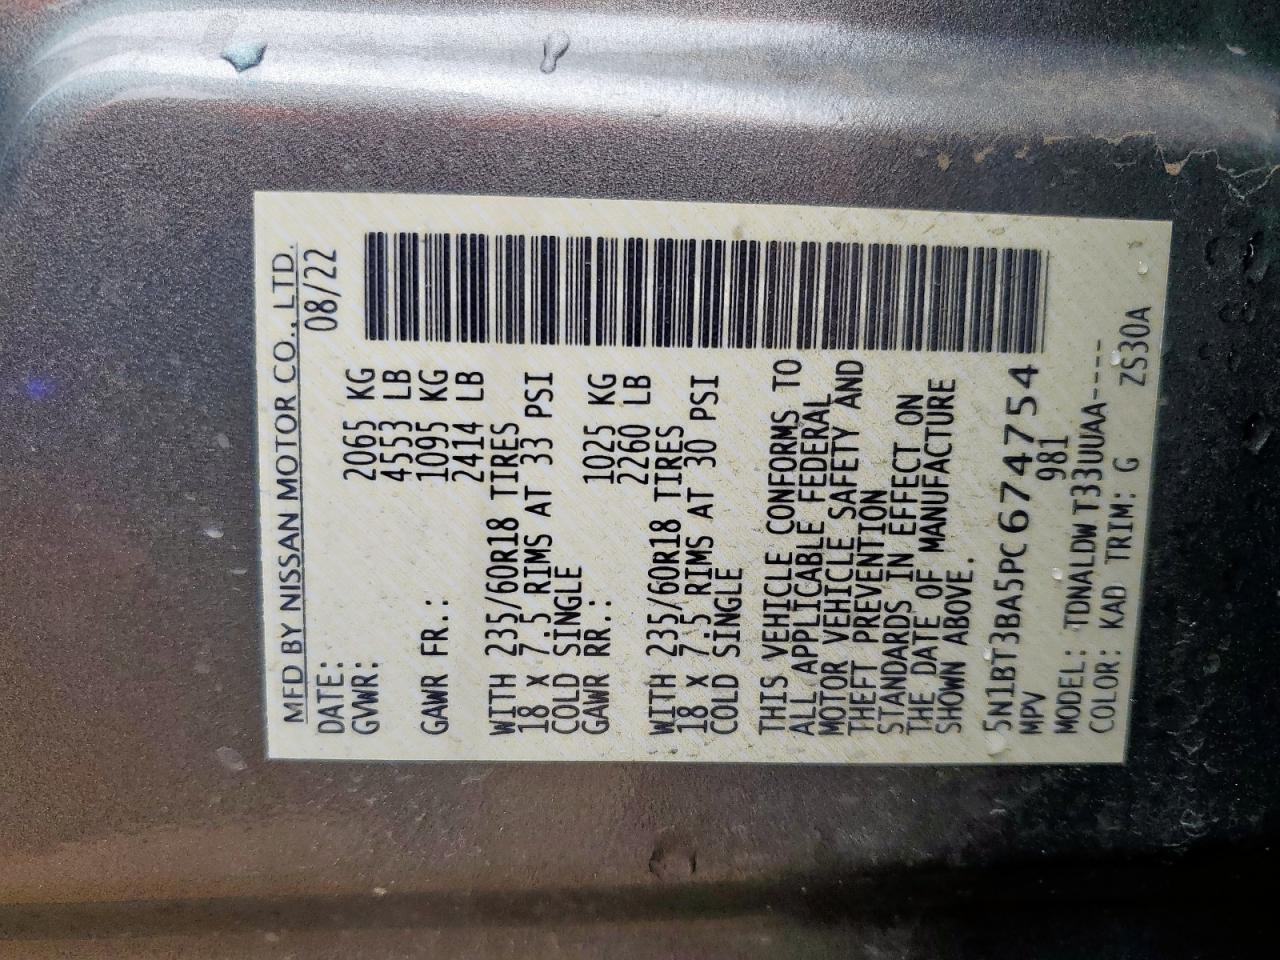 MFD BY NISSAN MOTOR CO., LTD.
DATE: 08/22
GVWR: 2065 KG
4553 LB
GAWR FR.: 1095 KG
2414 LB
WITH 235/60R18 TIRES
18 X 7.5 RIMS AT 33 PSI
COLD SINGLE
GAWR RR.: 1025 KG
2260 LB
WITH 235/60R18 TIRES
18 X 7.5 RIMS AT 30 PSI
COLD SINGLE
THIS VEHICLE CONFORMS TO
ALL APPLICABLE FEDERAL
MOTOR VEHICLE SAFETY AND
THEFT PREVENTION
STANDARDS IN EFFECT ON
THE DATE OF MANUFACTURE
SHOWN ABOVE.
5N1BT3BA5PC674754
MPV 981
MODEL: TDNALDW T33UUAA----
COLOR: KAD TRIM: G ZS30A